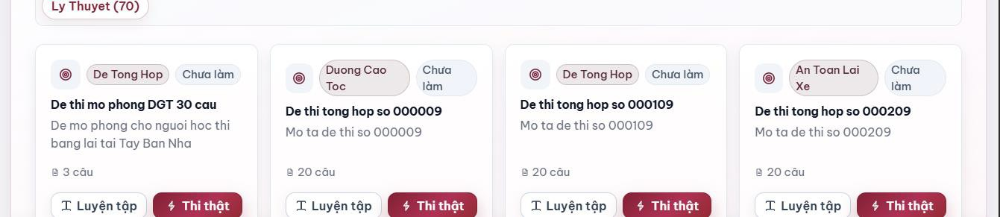 Ly Thuyet (70)
De Tong Hop
Chưa làm
De thi mo phong DGT 30 cau
De mo phong cho nguoi hoc thi
bang lai tai Tay Ban Nha
3 câu
Luyện tập
Thi thật
Duong Cao
Toc
Chưa
làm
De thi tong hop so 000009
Mo ta de thi so 000009
20 câu
Luyện tập
Thi thật
De Tong Hop
Chưa làm
De thi tong hop so 000109
Mo ta de thi so 000109
20 câu
Luyện tập
Thi thật
An Toan Lai
Xe
Chưa
làm
De thi tong hop so 000209
Mo ta de thi so 000209
20 câu
Luyện tập
Thi thật